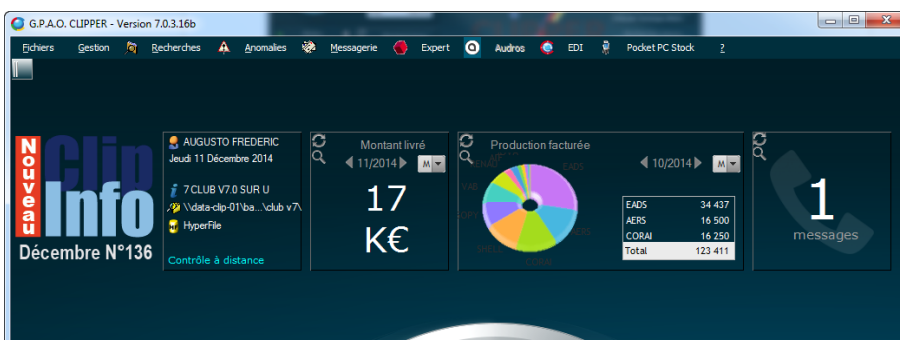 G.P.A.O. CLIPPER - Version 7.0.3.16b
Fichiers Gestion Recherches Anomalies Messagerie Expert Audros EDI Pocket PC Stock ?
Nouveau
Clip
Info
Décembre N°136
AUGUSTO FREDERIC
Jeudi 11 Décembre 2014
7 CLUB V7.0 SUR U
\\data-clip-01\ba...\club v7\
HyperFile
Contrôle à distance
Montant livré
11/2014 M
17
K€
Production facturée
EADS
AERS
CORAI
10/2014 M
EADS 34 437
AERS 16 500
CORAI 16 250
Total 123 411
1
messages